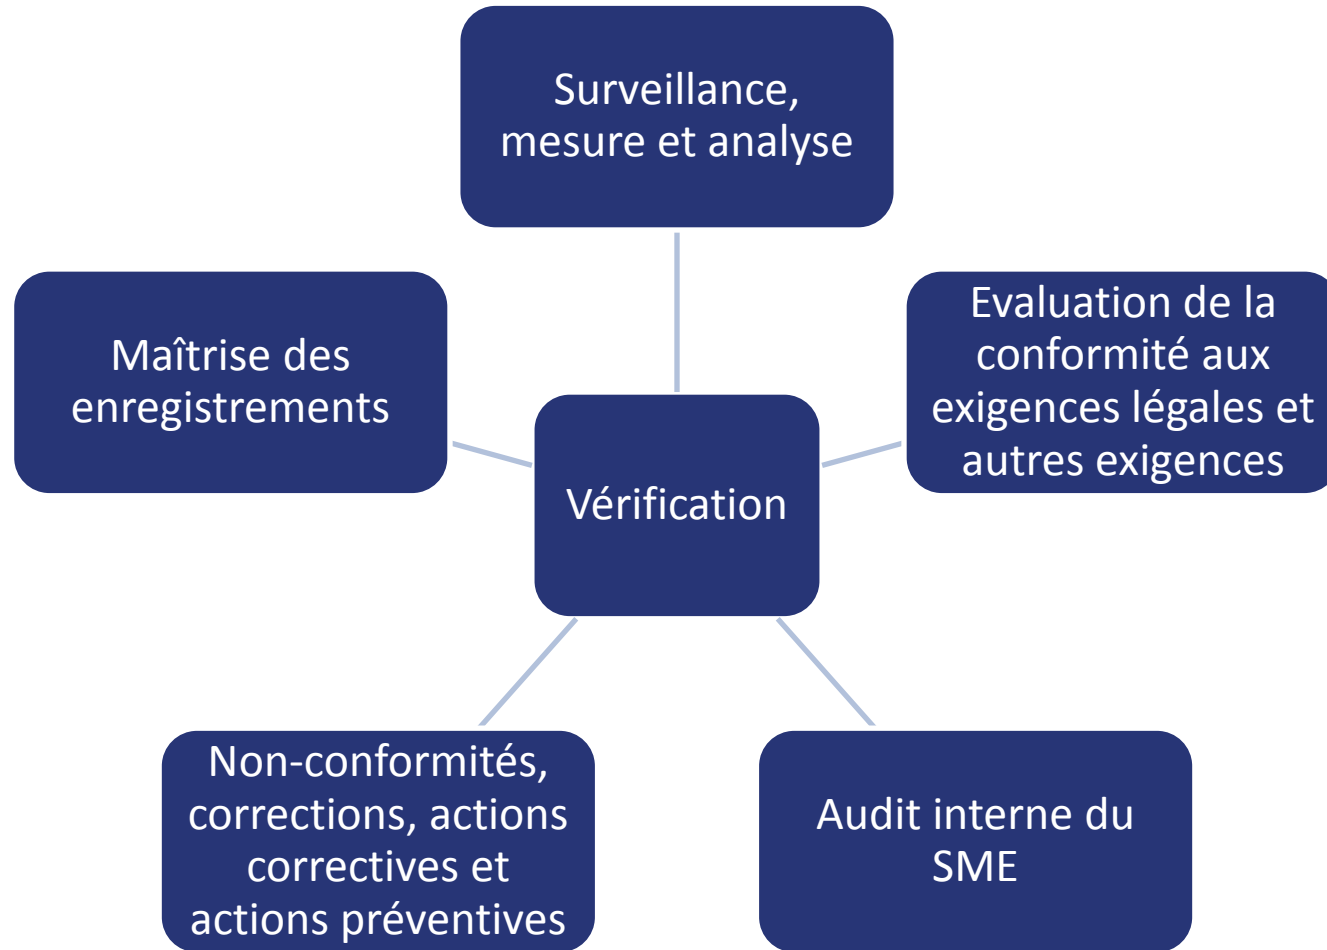 Surveillance,
mesure et analyse
Maîtrise des
enregistrements
Evaluation de la
conformité aux
exigences légales et
autres exigences
Vérification
Non-conformités,
corrections, actions
correctives et
actions préventives
Audit interne du
SME